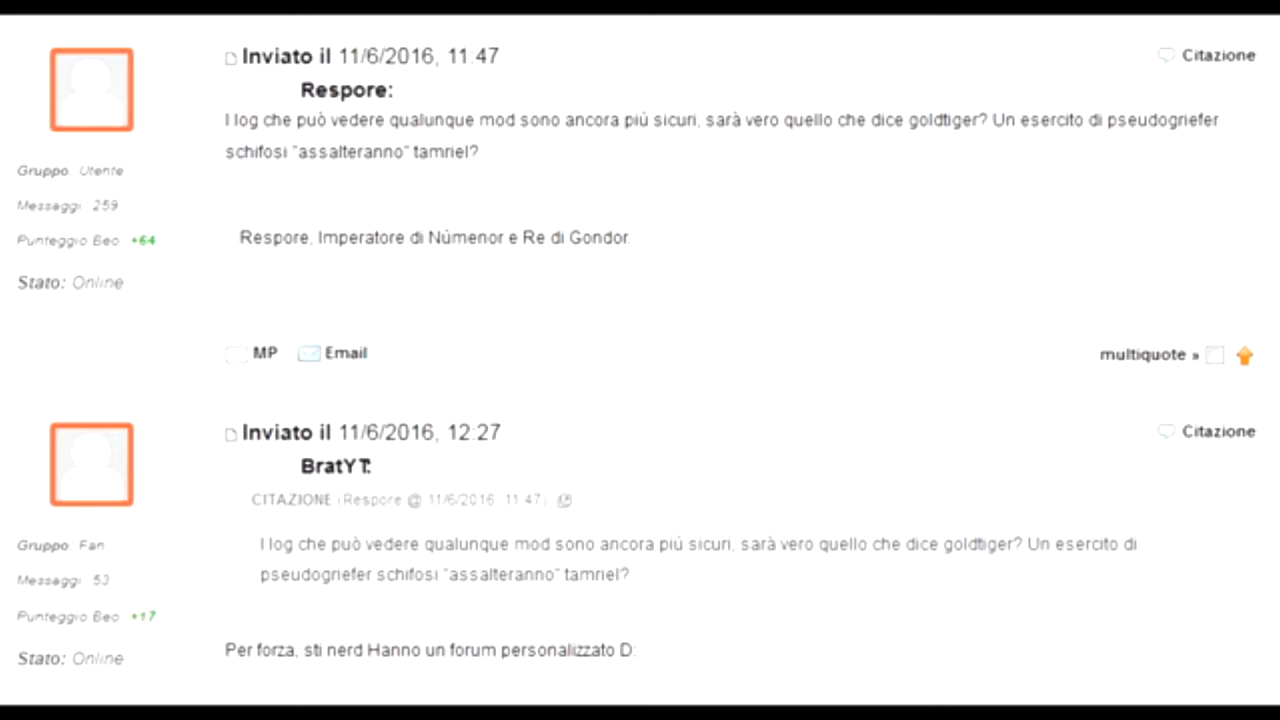 Inviato il 11/6/2016, 11:47
Citazione
Respore:
I log che può vedere qualunque mod sono ancora più sicuri, sarà vero quello che dice goldtiger? Un esercito di pseudogriefer
schifosi "assalteranno" tamriel?
Gruppo: Utente
Messaggi: 259
Punteggio Beo: +64
Stato: Online
Respore, Imperatore di Nùmenor e Re di Gondor.
MP Email
multiquote »
Inviato il 11/6/2016, 12:27
Citazione
BratYT:
CITAZIONE (Respore @ 11/6/2016, 11:47)
I log che può vedere qualunque mod sono ancora più sicuri, sarà vero quello che dice goldtiger? Un esercito di
pseudogriefer schifosi "assalteranno" tamriel?
Gruppo: Fan
Messaggi: 53
Punteggio Beo: +17
Stato: Online
Per forza, sti nerd Hanno un forum personalizzato D: